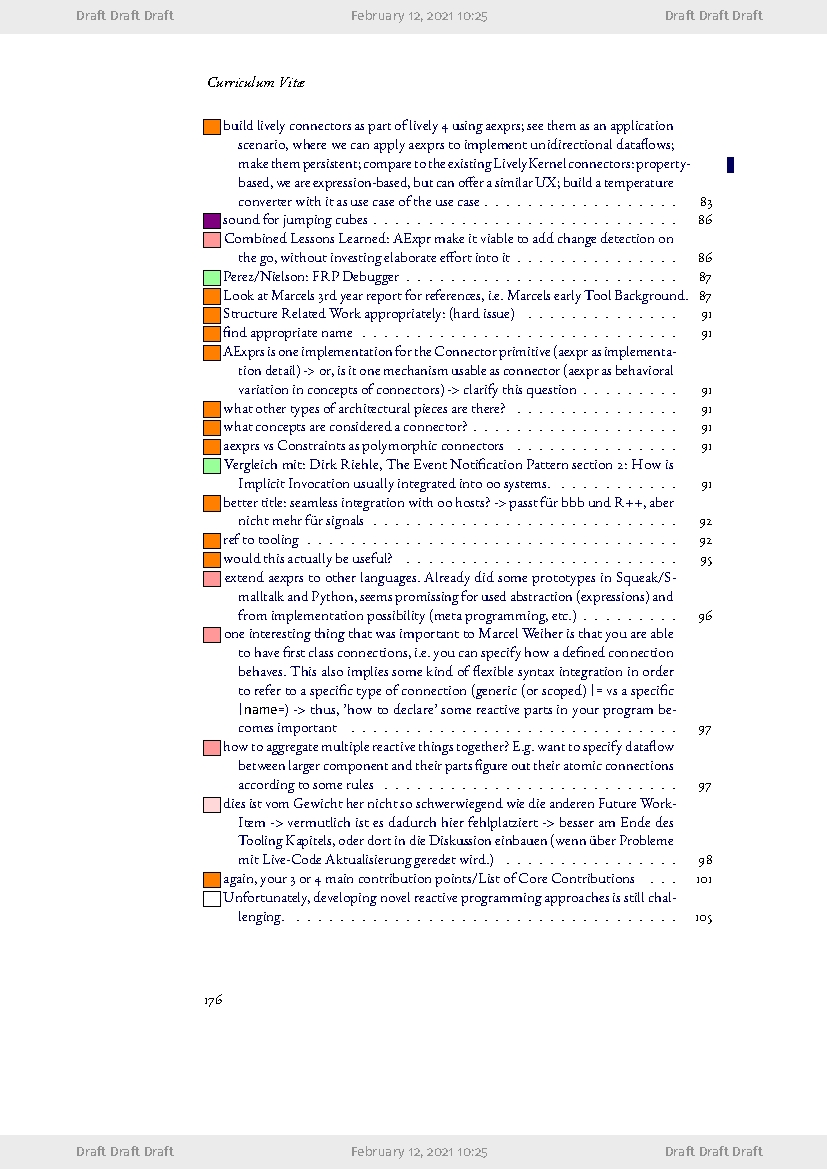 Draft Draft Draft February 12, 2021 10:25 Draft Draft Draft
Curriculum Vitæ
build lively connectors as part of lively 4 using aexprs; see them as an application
scenario, where we can apply aexprs to implement unidirectional dataflows;
make them persistent; compare to the existing Lively Kernel connectors: property-
based, we are expression-based, but can offer a similar UX; build a temperature
converter with it as use case of the use case . . . . . . . . . . . . . . . . . . 83
sound for jumping cubes . . . . . . . . . . . . . . . . . . . . . . . . . . . . 86
Combined Lessons Learned: AExpr make it viable to add change detection on
the go, without investing elaborate effort into it . . . . . . . . . . . . . . . 86
Perez/Nielson: FRP Debugger . . . . . . . . . . . . . . . . . . . . . . . . . 87
Look at Marcels 3rd year report for references, i.e. Marcels early Tool Background. 87
Structure Related Work appropriately: (hard issue) . . . . . . . . . . . . . . 91
find appropriate name . . . . . . . . . . . . . . . . . . . . . . . . . . . . . 91
AExprs is one implementation for the Connector primitive (aexpr as implementa-
tion detail) -> or, is it one mechanism usable as connector (aexpr as behavioral
variation in concepts of connectors) -> clarify this question . . . . . . . . . 91
what other types of architectural pieces are there? . . . . . . . . . . . . . . . 91
what concepts are considered a connector? . . . . . . . . . . . . . . . . . . . 91
aexprs vs Constraints as polymorphic connectors . . . . . . . . . . . . . . . 91
Vergleich mit: Dirk Riehle, The Event Notification Pattern section 2: How is
Implicit Invocation usually integrated into oo systems. . . . . . . . . . . . . 91
better title: seamless integration with oo hosts? -> passt für bbb und R++, aber
nicht mehr für signals . . . . . . . . . . . . . . . . . . . . . . . . . . . . 92
ref to tooling . . . . . . . . . . . . . . . . . . . . . . . . . . . . . . . . . . 92
would this actually be useful? . . . . . . . . . . . . . . . . . . . . . . . . . 95
extend aexprs to other languages. Already did some prototypes in Squeak/S-
malltalk and Python, seems promissing for used abstraction (expressions) and
from implementation possibility (meta programming, etc.) . . . . . . . . . 96
one interesting thing that was important to Marcel Weiher is that you are able
to have first class connections, i.e. you can specify how a defined connection
behaves. This also implies some kind of flexible syntax integration in order
to refer to a specific type of connection (generic (or scoped) |= vs a specific
|name=) -> thus, 'how to declare' some reactive parts in your program be-
comes important . . . . . . . . . . . . . . . . . . . . . . . . . . . . . . 97
how to aggregate multiple reactive things together? E.g. want to specify dataflow
between larger component and their parts figure out their atomic connections
according to some rules . . . . . . . . . . . . . . . . . . . . . . . . . . . 97
dies ist vom Gewicht her nicht so schwerwiegend wie die anderen Future Work-
Item -> vermutlich ist es dadurch hier fehlplatziert -> besser am Ende des
Tooling Kapitels, oder dort in die Diskussion einbauen (wenn über Probleme
mit Live-Code Aktualisierung geredet wird.) . . . . . . . . . . . . . . . . 98
again, your 3 or 4 main contribution points/List of Core Contributions . . . 101
Unfortunately, developing novel reactive programming approaches is still chal-
lenging. . . . . . . . . . . . . . . . . . . . . . . . . . . . . . . . . . . . 105
176
Draft Draft Draft February 12, 2021 10:25 Draft Draft Draft